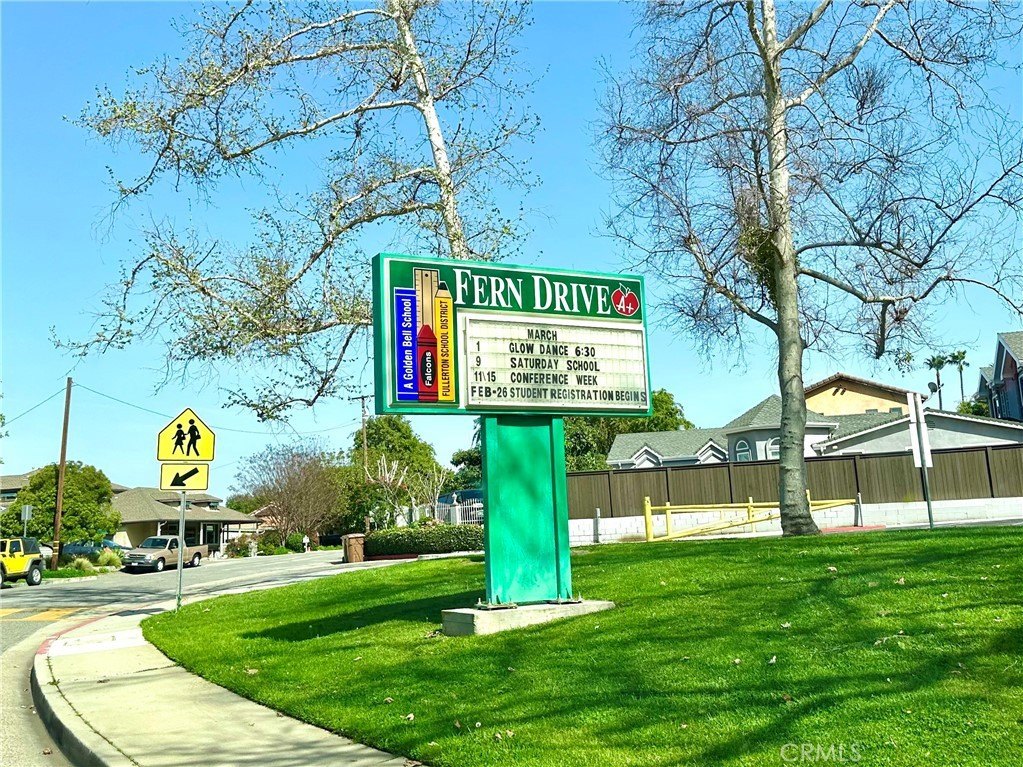 FERN DRIVE A+
A Golden Bell School
Falcons
FULLERTON SCHOOL DISTRICT
MARCH
1 GLOW DANCE 6:30
9 SATURDAY SCHOOL
11\15 CONFERENCE WEEK
FEB-26 STUDENT REGISTRATION BEGINS
CRMLS